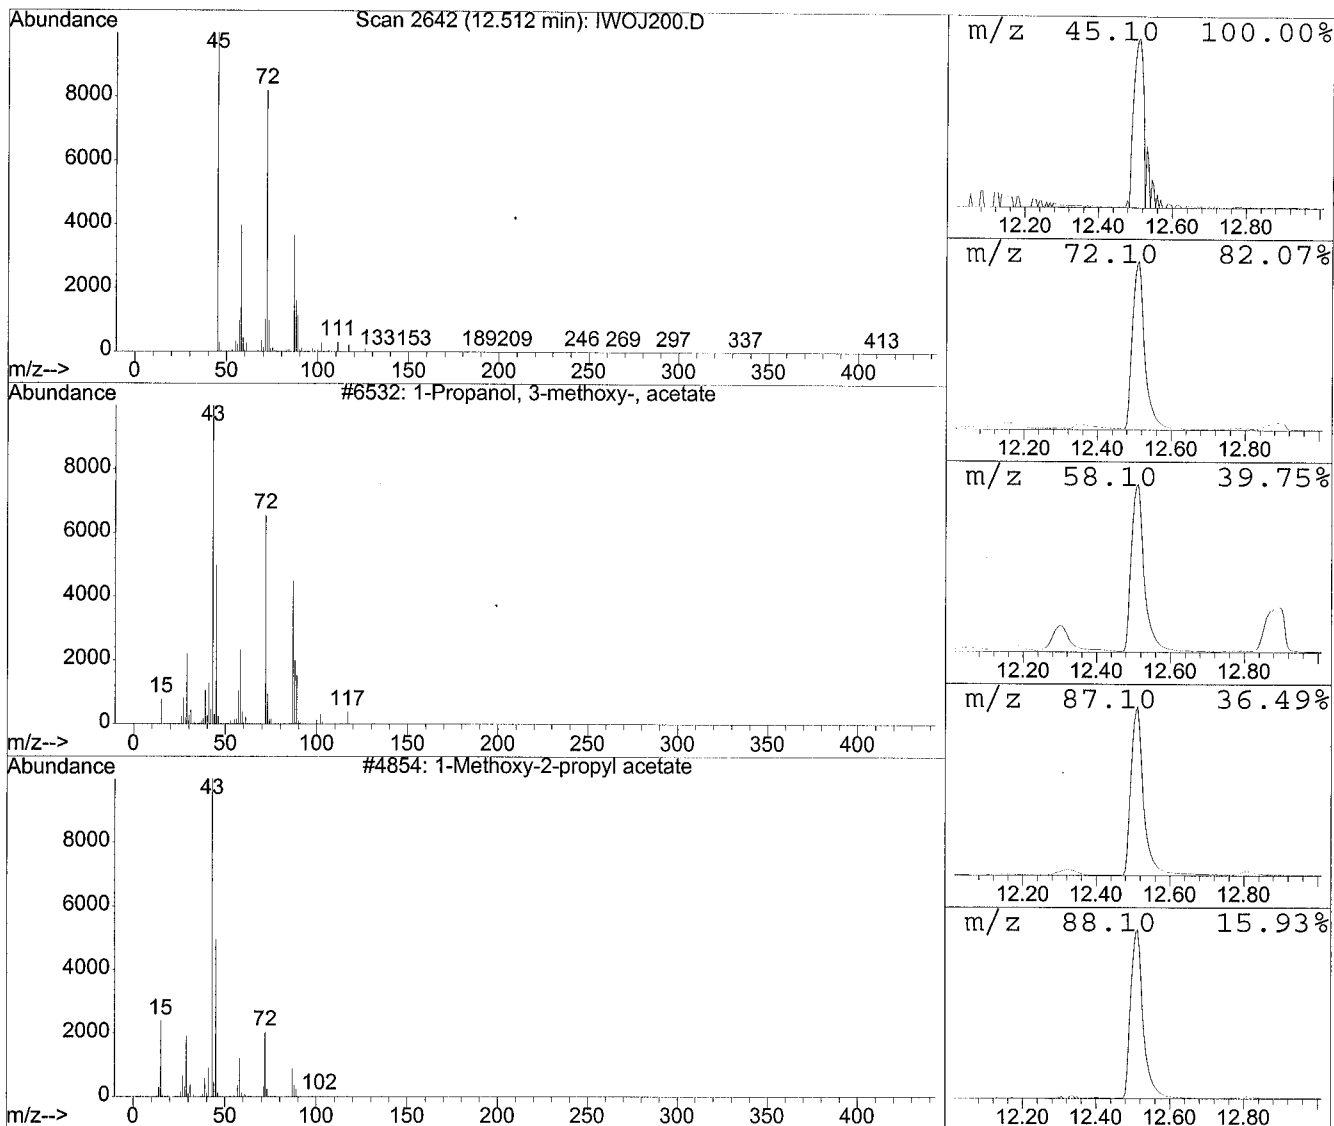 Abundance
Scan 2642 (12.512 min): IWOJ200.D
45
72
8000
6000
4000
2000
0
111
133 153
189 209
246 269
297
337
413
0 50 100 150 200 250 300 350 400
m/z-->
Abundance
#6532: 1-Propanol, 3-methoxy-, acetate
43
72
8000
6000
4000
2000
0
15
117
0 50 100 150 200 250 300 350 400
m/z-->
Abundance
#4854: 1-Methoxy-2-propyl acetate
43
8000
6000
4000
2000
0
15
72
102
0 50 100 150 200 250 300 350 400
m/z-->
m/z 45.10 100.00%
12.20 12.40 12.60 12.80
m/z 72.10 82.07%
12.20 12.40 12.60 12.80
m/z 58.10 39.75%
12.20 12.40 12.60 12.80
m/z 87.10 36.49%
12.20 12.40 12.60 12.80
m/z 88.10 15.93%
12.20 12.40 12.60 12.80